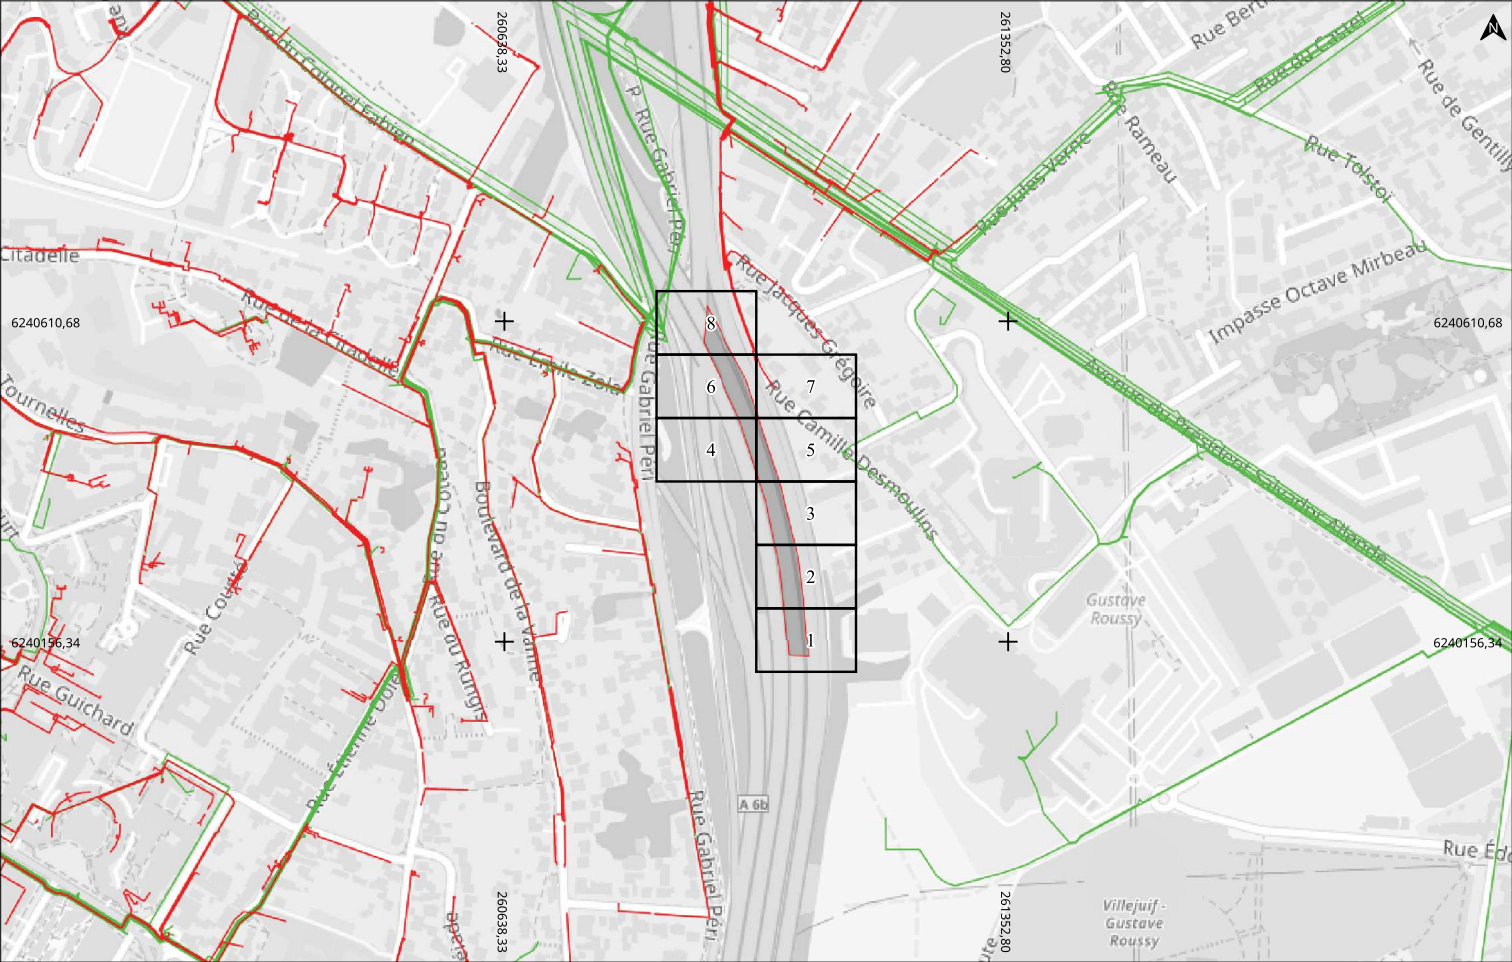 Rue du Colonel Fabien
260638,33
261352,80
N
Rue Berth
Rue du Castel
Rue de Gentilly
Rue Rameau
Rue Tolstoï
Rue Jules Verne
P. Rue Gabriel Péri
Citadelle
Rue de la Citadelle
Rue Jacques Grégoire
Impasse Octave Mirbeau
6240610,68
6240610,68
8
Rue Émile Zola
Rue Gabriel Péri
6
7
Rue Camille Desmoulins
Avenue du Président Salvador Allende
Tournelles
4
5
3
2
1
Boulevard de la Vanne
Rue du Coteau
Rue Cousté
Rue du Rungis
Gustave
Roussy
6240156,34
6240156,34
Rue Guichard
Rue Étienne Dolet
A 6b
Rue Gabriel Péri
Rue Édo
260638,33
261352,80
Villejuif -
Gustave
Roussy